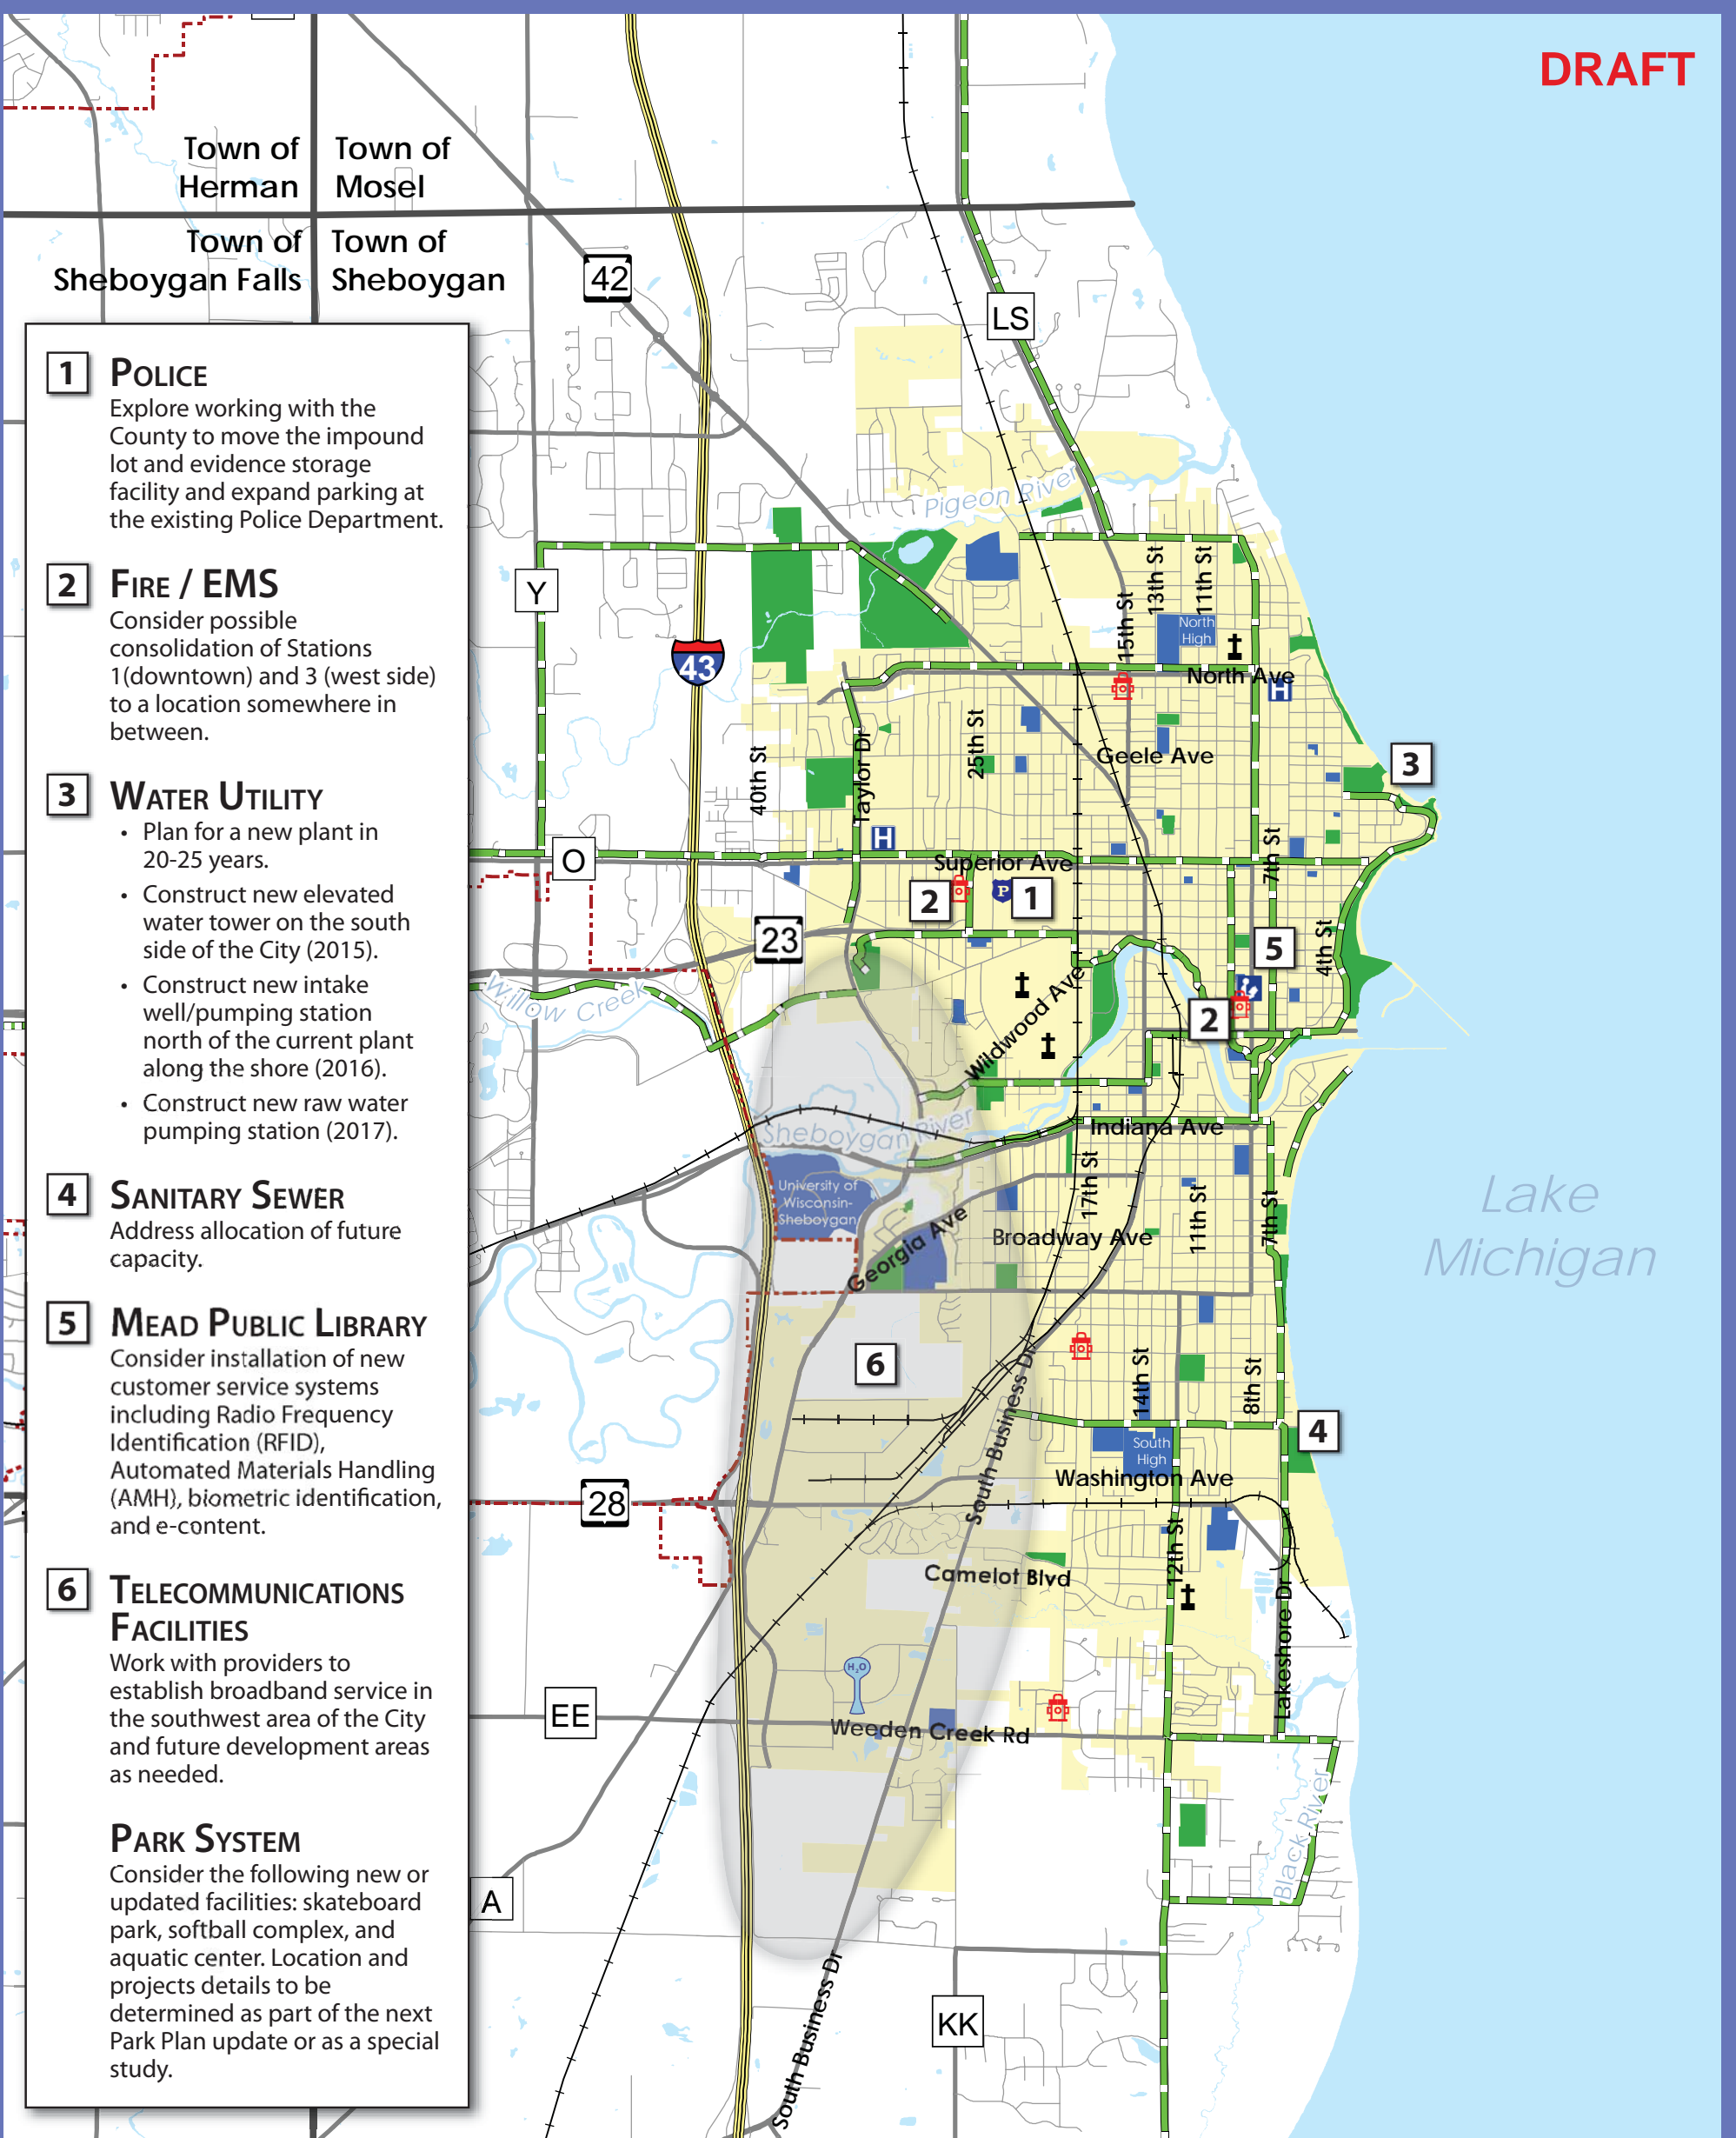 DRAFT
Town of
Herman
Town of
Mosel
Town of
Sheboygan Falls
Town of
Sheboygan
42
LS
1 POLICE
Explore working with the
County to move the impound
lot and evidence storage
facility and expand parking at
the existing Police Department.
2 FIRE / EMS
Consider possible
consolidation of Stations
1(downtown) and 3 (west side)
to a location somewhere in
between.
3 WATER UTILITY
• Plan for a new plant in
20-25 years.
• Construct new elevated
water tower on the south
side of the City (2015).
• Construct new intake
well/pumping station
north of the current plant
along the shore (2016).
• Construct new raw water
pumping station (2017).
4 SANITARY SEWER
Address allocation of future
capacity.
5 MEAD PUBLIC LIBRARY
Consider installation of new
customer service systems
including Radio Frequency
Identification (RFID),
Automated Materials Handling
(AMH), biometric identification,
and e-content.
6 TELECOMMUNICATIONS
FACILITIES
Work with providers to
establish broadband service in
the southwest area of the City
and future development areas
as needed.
PARK SYSTEM
Consider the following new or
updated facilities: skateboard
park, softball complex, and
aquatic center. Location and
projects details to be
determined as part of the next
Park Plan update or as a special
study.
Pigeon River
Y
13th St
11th St
15th St
North
High
43
North Ave
H
25th St
40th St
Taylor Dr
Geele Ave
3
H
7th St
O
Superior Ave
2
P
1
23
5
4th St
Willow Creek
Wildwood Ave
2
Sheboygan River
Indiana Ave
University of
Wisconsin-
Sheboygan
17th St
11th St
7th St
Georgia Ave
Broadway Ave
Lake
Michigan
6
14th St
8th St
4
South Business Dr
South
High
Washington Ave
28
12th St
Camelot Blvd
Lakeshore Dr
H2O
EE
Weeden Creek Rd
Black River
A
South Business Dr
KK